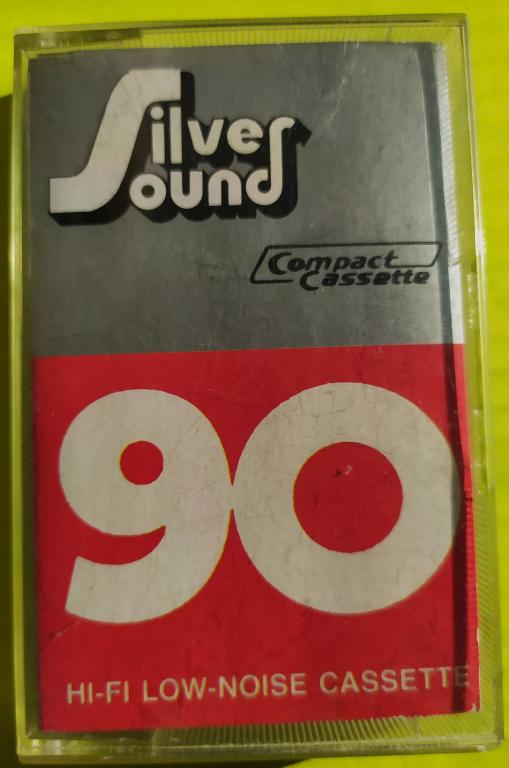 Silver
Sound
Compact
Cassette
90
HI-FI LOW-NOISE CASSETTE